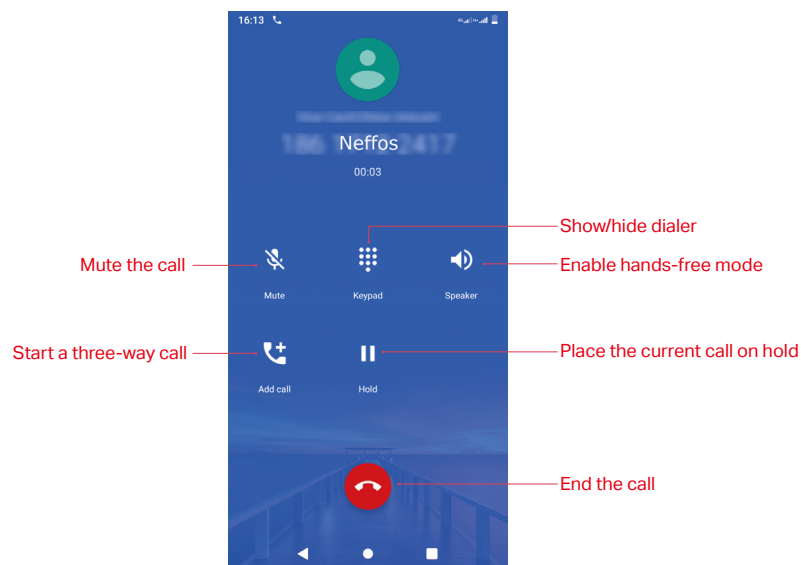 16:13
Neffos
00:03
Show/hide dialer
Mute the call
Enable hands-free mode
Mute
Keypad
Speaker
Start a three-way call
Place the current call on hold
Add call
Hold
End the call